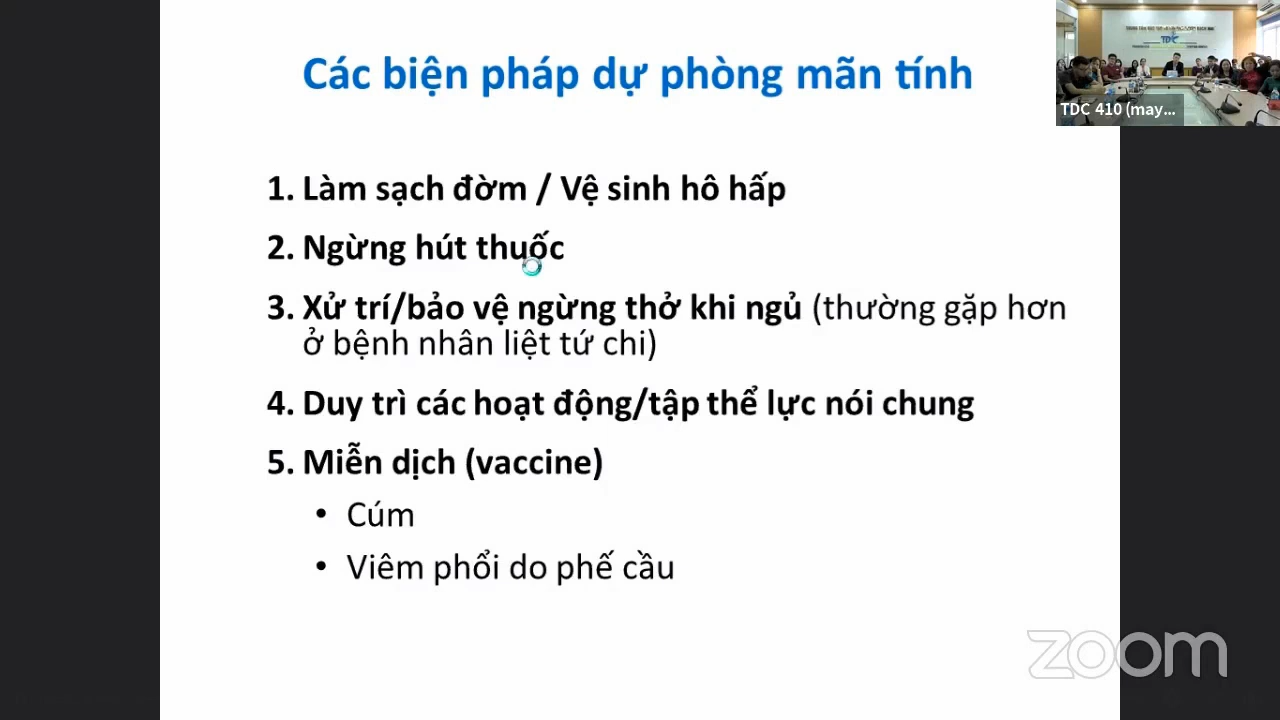 Các biện pháp dự phòng mãn tính
TDC
TDC 410 (may...
1. Làm sạch đờm / Vệ sinh hô hấp
2. Ngừng hút thuốc
3. Xử trí/bảo vệ ngừng thở khi ngủ (thường gặp hơn
ở bệnh nhân liệt tứ chi)
4. Duy trì các hoạt động/tập thể lực nói chung
5. Miễn dịch (vaccine)
• Cúm
• Viêm phổi do phế cầu
zoom